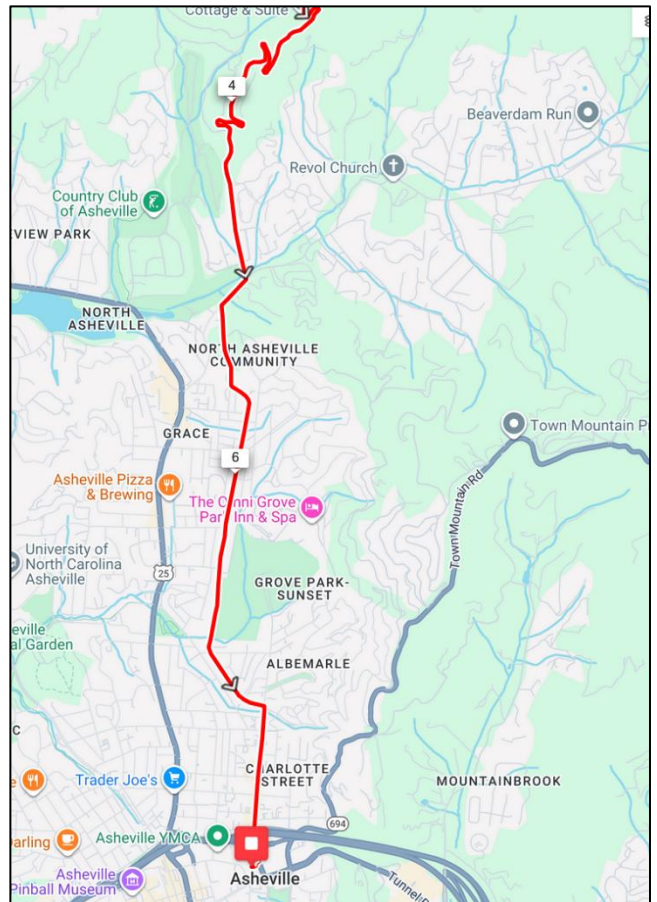 Cottage & Suite
4
Beaverdam Run
Revol Church
Country Club
of Asheville
EVIEW PARK
NORTH
ASHEVILLE
NORTH ASHEVILLE
COMMUNITY
GRACE
Town Mountain P
6
Asheville Pizza
& Brewing
The Omni Grove
Park Inn & Spa
Town Mountain Rd
University of
North Carolina
Asheville
25
GROVE PARK-
SUNSET
eville
al Garden
ALBEMARLE
C
CHARLOTTE
STREET
Trader Joe's
MOUNTAINBROOK
e
694
Darling
Asheville YMCA
Asheville
Asheville
Pinball Museum
Tunnel